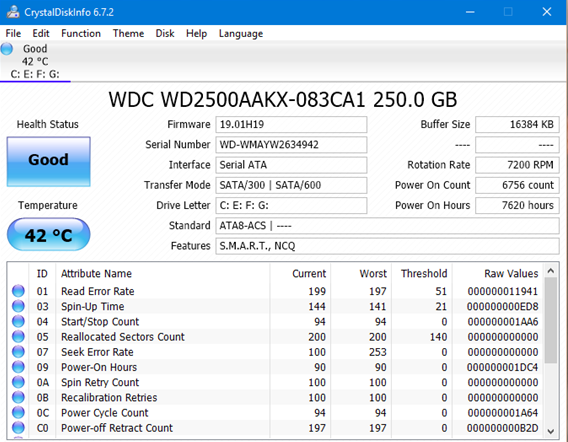 CrystalDiskInfo 6.7.2
File Edit Function Theme Disk Help Language
Good
42 °C
C: E: F: G:
WDC WD2500AAKX-083CA1 250.0 GB
Health Status
Good
Temperature
42 °C
Firmware 19.01H19 Buffer Size 16384 KB
Serial Number WD-WMAYW2634942 ---- ----
Interface Serial ATA Rotation Rate 7200 RPM
Transfer Mode SATA/300 | SATA/600 Power On Count 6756 count
Drive Letter C: E: F: G: Power On Hours 7620 hours
Standard ATA8-ACS | ----
Features S.M.A.R.T., NCQ
ID Attribute Name Current Worst Threshold Raw Values
01 Read Error Rate 199 197 51 000000011941
03 Spin-Up Time 144 141 21 000000000ED8
04 Start/Stop Count 94 94 0 000000001AA6
05 Reallocated Sectors Count 200 200 140 000000000000
07 Seek Error Rate 100 253 0 000000000000
09 Power-On Hours 90 90 0 000000001DC4
0A Spin Retry Count 100 100 0 000000000000
0B Recalibration Retries 100 100 0 000000000000
0C Power Cycle Count 94 94 0 000000001A64
C0 Power-off Retract Count 197 197 0 000000000B2D